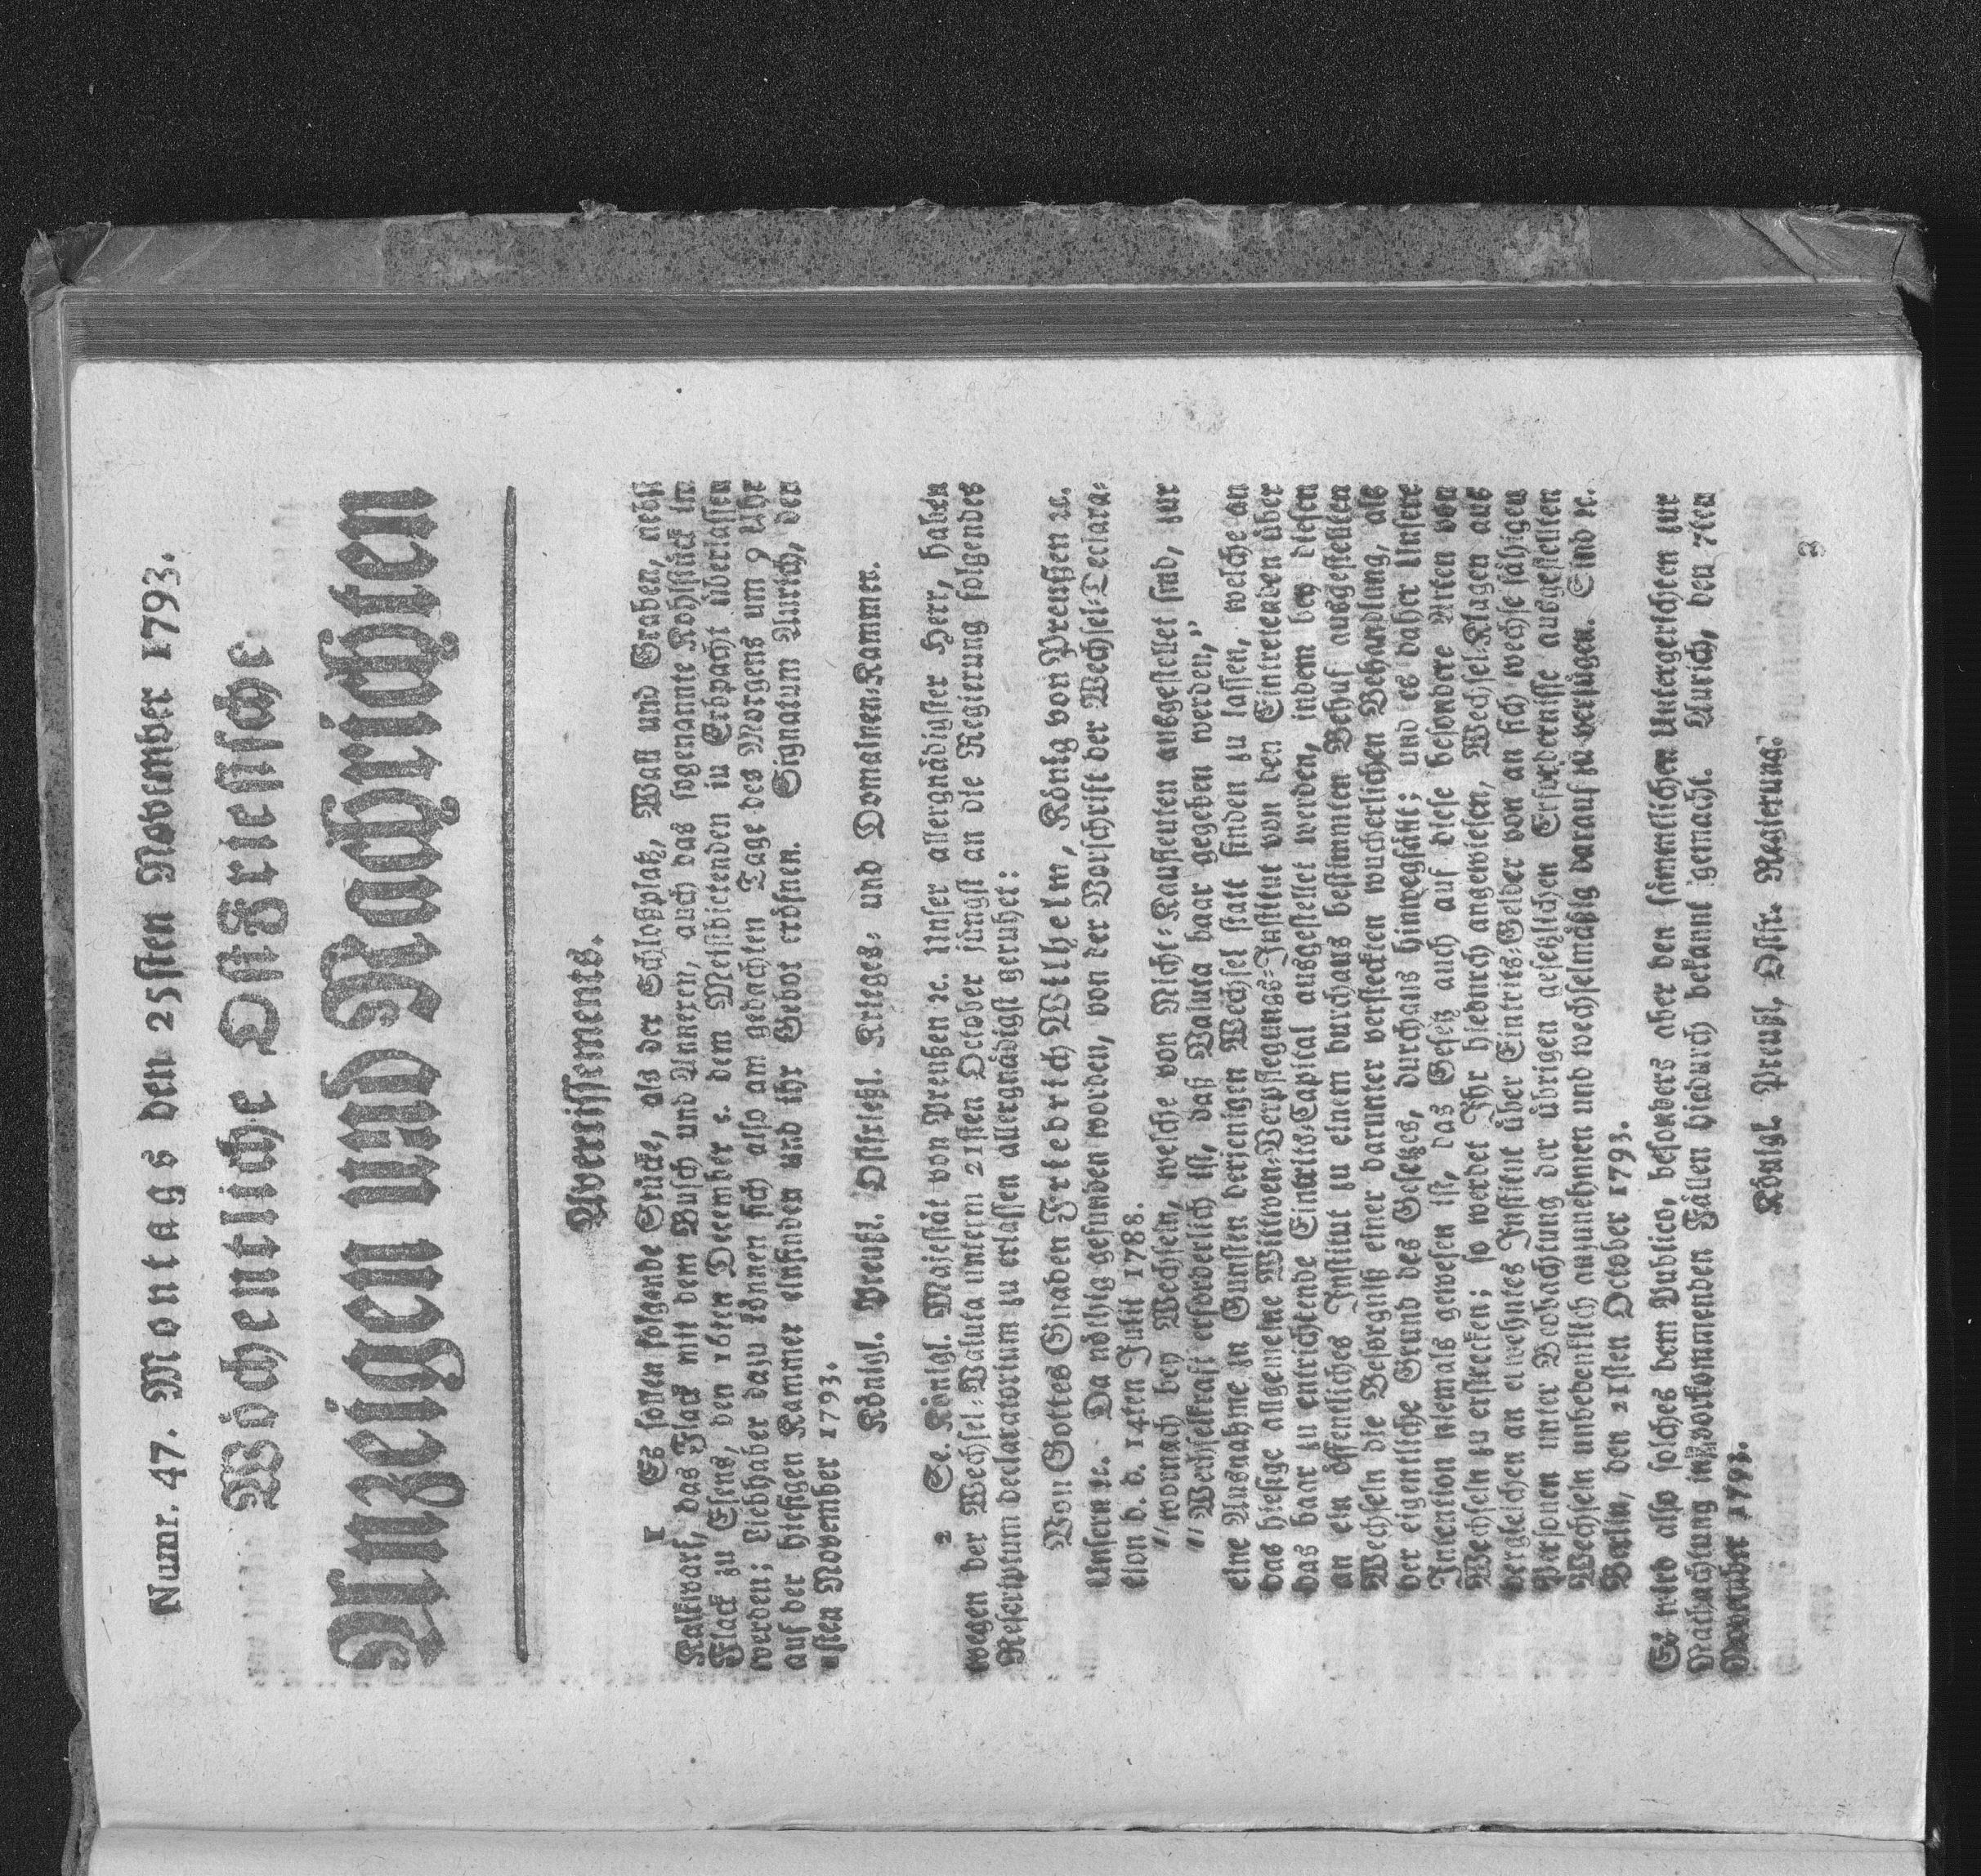 Numr. 47. Montags den 25sten November 1793.
Wöchentliche Ostfriesische
Anzeigen und Nachrichten
Avertissements.
1 Es sollen folgende Stücke, als der Schloßplatz, Wall und Graben, nebst
Kalkwarf, das Flack mit dem Busch und Anneren, auch das sogenannte Kohlstück im
Flack zu Esens, den 16ten December c. dem Meistbietenden in Erbpacht überlassen
werden; Liebhaber dazu können sich also am gedachten Tage des Morgens um 9 Uhr
auf der hiesigen Kammer einfinden und ihr Gebot eröfnen. Signatum Aurich, den
sten November 1793.
Königl. Preußl. Ostfriesl. Krieges- und Domainen-Kammer.
2 Se. Königl. Majestät von Preußen ꝛc. Unser allergnädigster Herr, haben
wegen der Wechsel-Valuta unterm 21sten October jüngst an die Regierung folgendes
Rescriptum declaratorium zu erlassen allergnädigst geruhet:
Von Gottes Gnaden Friedrich Wilhelm, König von Preußen ꝛc.
Unsern ꝛc. Da nöthig gefunden worden, von der Vorschrift der Wechsel-Declara-
tion d. d. 14ten Julii 1788.
"wornach bey Wechseln, welche von Nicht-Kaufleuten ausgestellet sind, zur
"Wechselkraft erforderlich ist, daß Valuta baar gegeben werden,"
eine Ausnahme zu Gunsten derjenigen Wechsel statt finden zu lassen, welche an
das hiesige allgemeine Wittwen-Verpflegungs-Institut von den Eintretenden über
das baar zu entrichtende Eintritts-Capital ausgestellet werden, indem bey diesen
an ein öffentliches Institut zu einem durchaus bestimmten Behuf ausgestellten
Wechseln die Besorgniß einer darunter versteckten wucherlichen Behandlung, als
der eigentliche Grund des Gesetzes, durchaus hinwegfällt; und es daher Unsere
Intention niemals gewesen ist, das Gesetz auch auf diese besondere Arten von
Wechseln zu erstrecken; so werdet Ihr hiedurch angewiesen, Wechsel-Klagen aus
dergleichen an erwehntes Institut über Eintritts-Gelder von an sich wechselfähigen
Personen unter Beobachtung der übrigen gesetzlichen Erfordernisse ausgestellten
Wechseln unbedenklich anzunehmen und wechselmäßig darauf zu verfügen. Sind ꝛc.
Berlin, den 21sten October 1793.
Es wird also solches dem Publico, besonders aber den sämmtlichen Untergerichten zur
Nachachtung in vorkommenden Fällen hiedurch bekannt gemacht. Aurich, den 7ten
November 1793.
Königl. Preußl. Ostfr. Regierung.
3